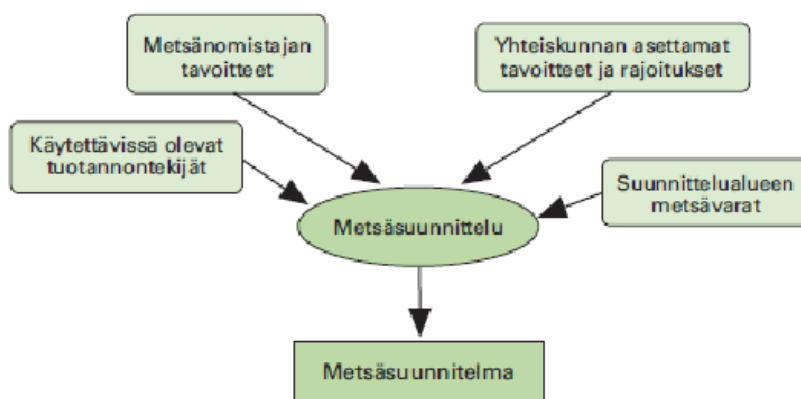 Metsänomistajan
tavoitteet
Yhteiskunnan asettamat
tavoitteet ja rajoitukset
Käytettävissä olevat
tuotannontekijät
Suunnittelualueen
metsävarat
Metsäsuunnittelu
Metsäsuunnitelma